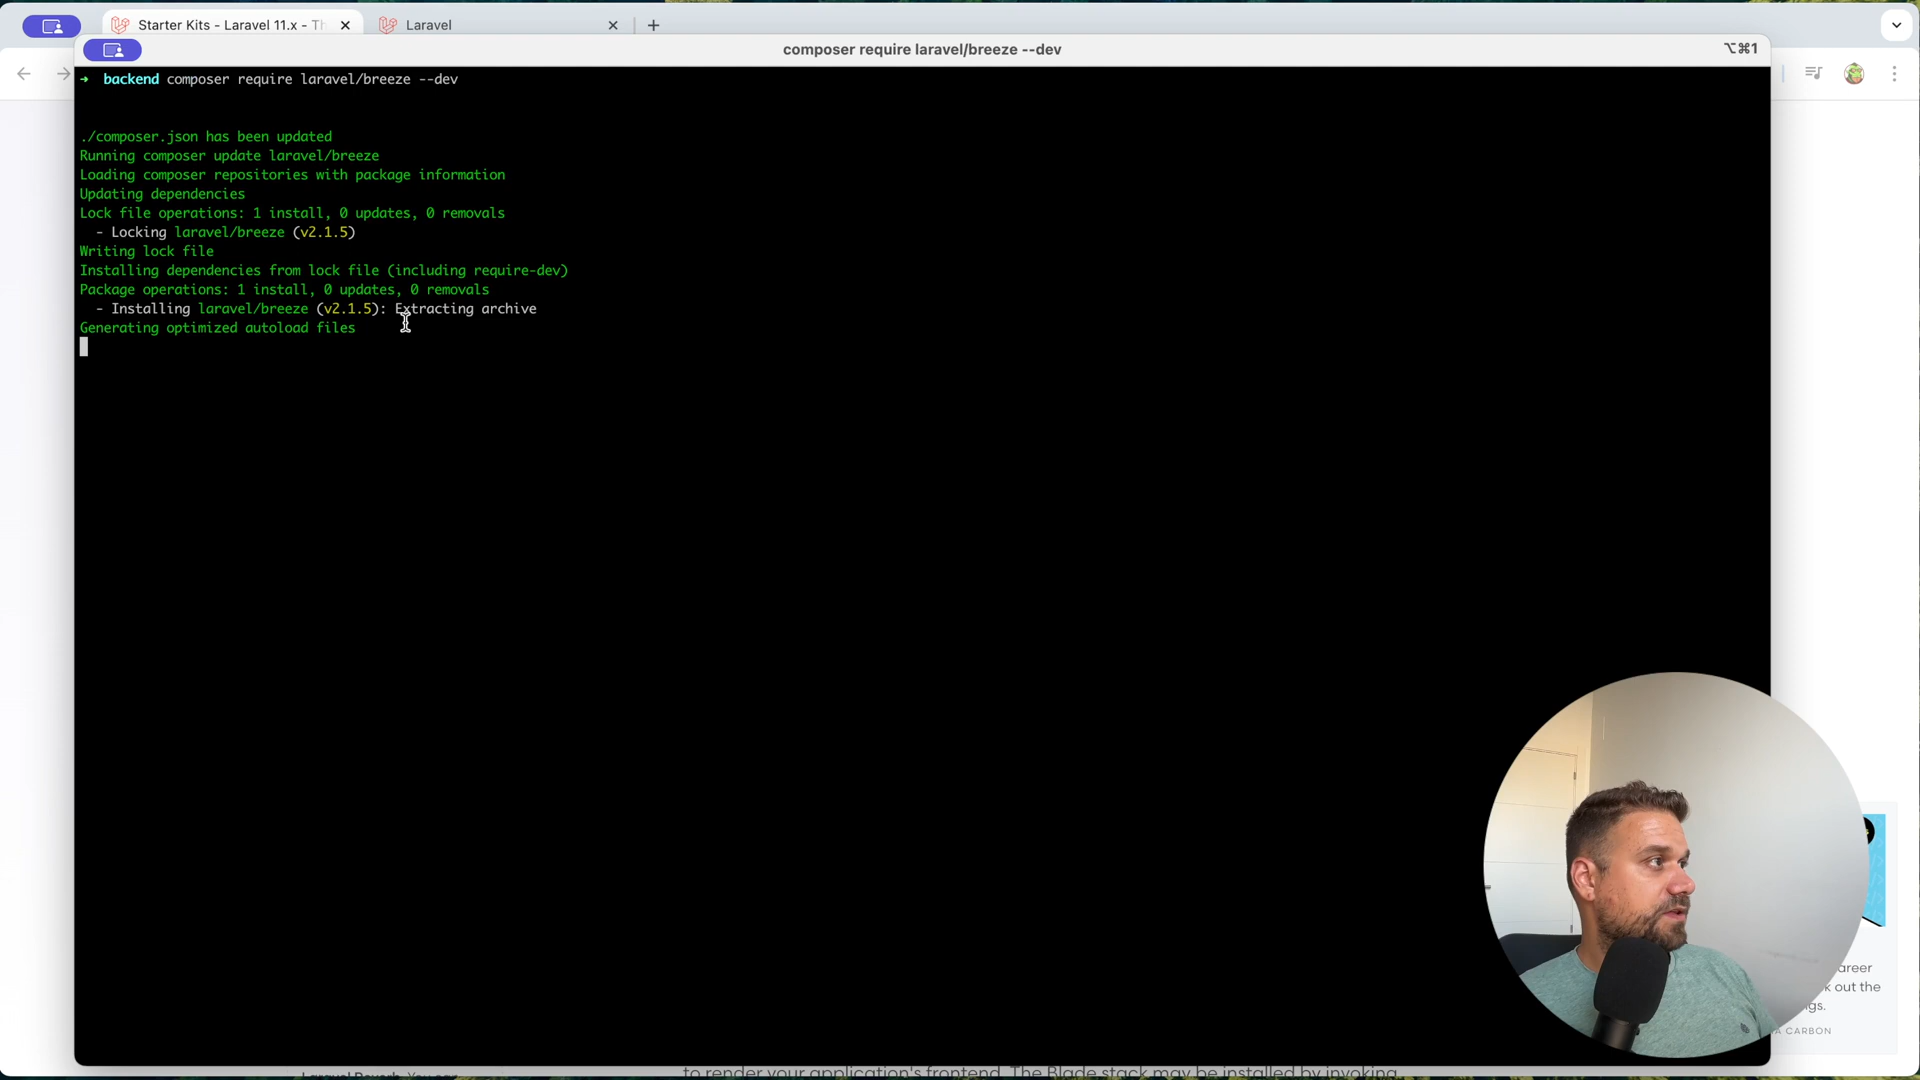 Starter Kits - Laravel 11.x - Th
Laravel
composer require laravel/breeze --dev
⌥⌘1
➜ backend composer require laravel/breeze --dev
./composer.json has been updated
Running composer update laravel/breeze
Loading composer repositories with package information
Updating dependencies
Lock file operations: 1 install, 0 updates, 0 removals
- Locking laravel/breeze (v2.1.5)
Writing lock file
Installing dependencies from lock file (including require-dev)
Package operations: 1 install, 0 updates, 0 removals
- Installing laravel/breeze (v2.1.5): Extracting archive
Generating optimized autoload files
areer
k out the
gs.
CARBON
Laravel Reverb You can
to render your application's frontend. The Blade stack may be installed by invoking